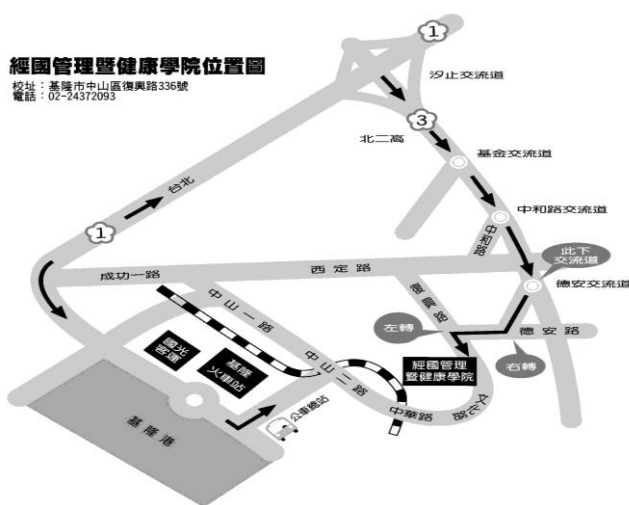 經國管理暨健康學院位置圖
校址：基隆市中山區復興路336號
電話：02-24372093
1
汐止交流道
3
北二高
基金交流道
台北
中和路交流道
1
中和路
此下
交流道
西定路
成功一路
德安交流道
復興路
中山一路
左轉
德安路
國光
客運
基隆
火車站
中山二路
經國管理
暨健康學院
右轉
文化路
中華路
公車總站
基隆港